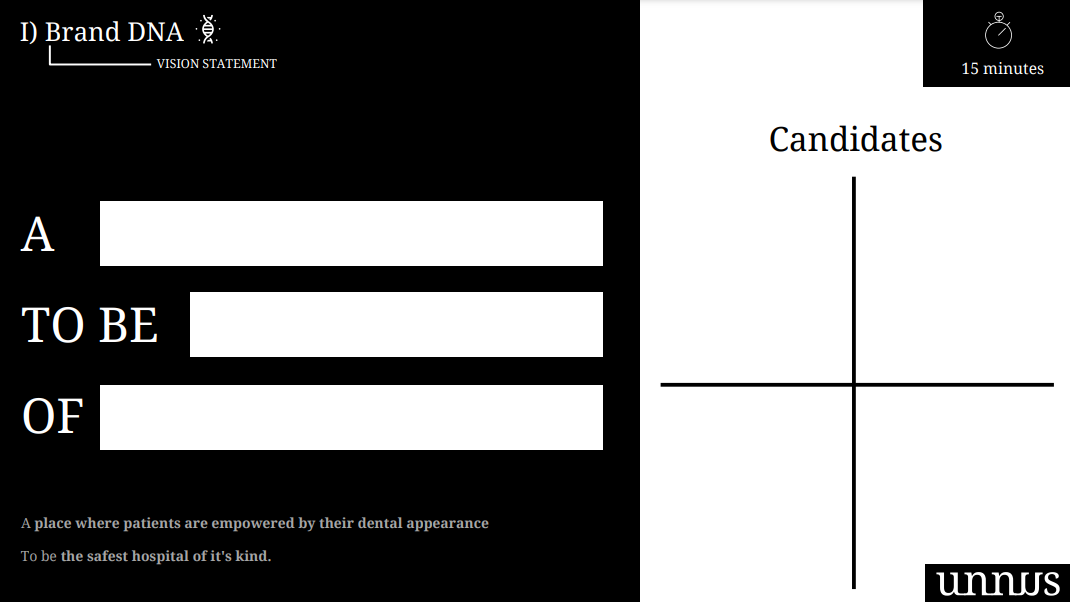 I) Brand DNA
VISION STATEMENT
15 minutes
Candidates
A
TO BE
OF
A place where patients are empowered by their dental appearance
To be the safest hospital of it's kind.
unnus